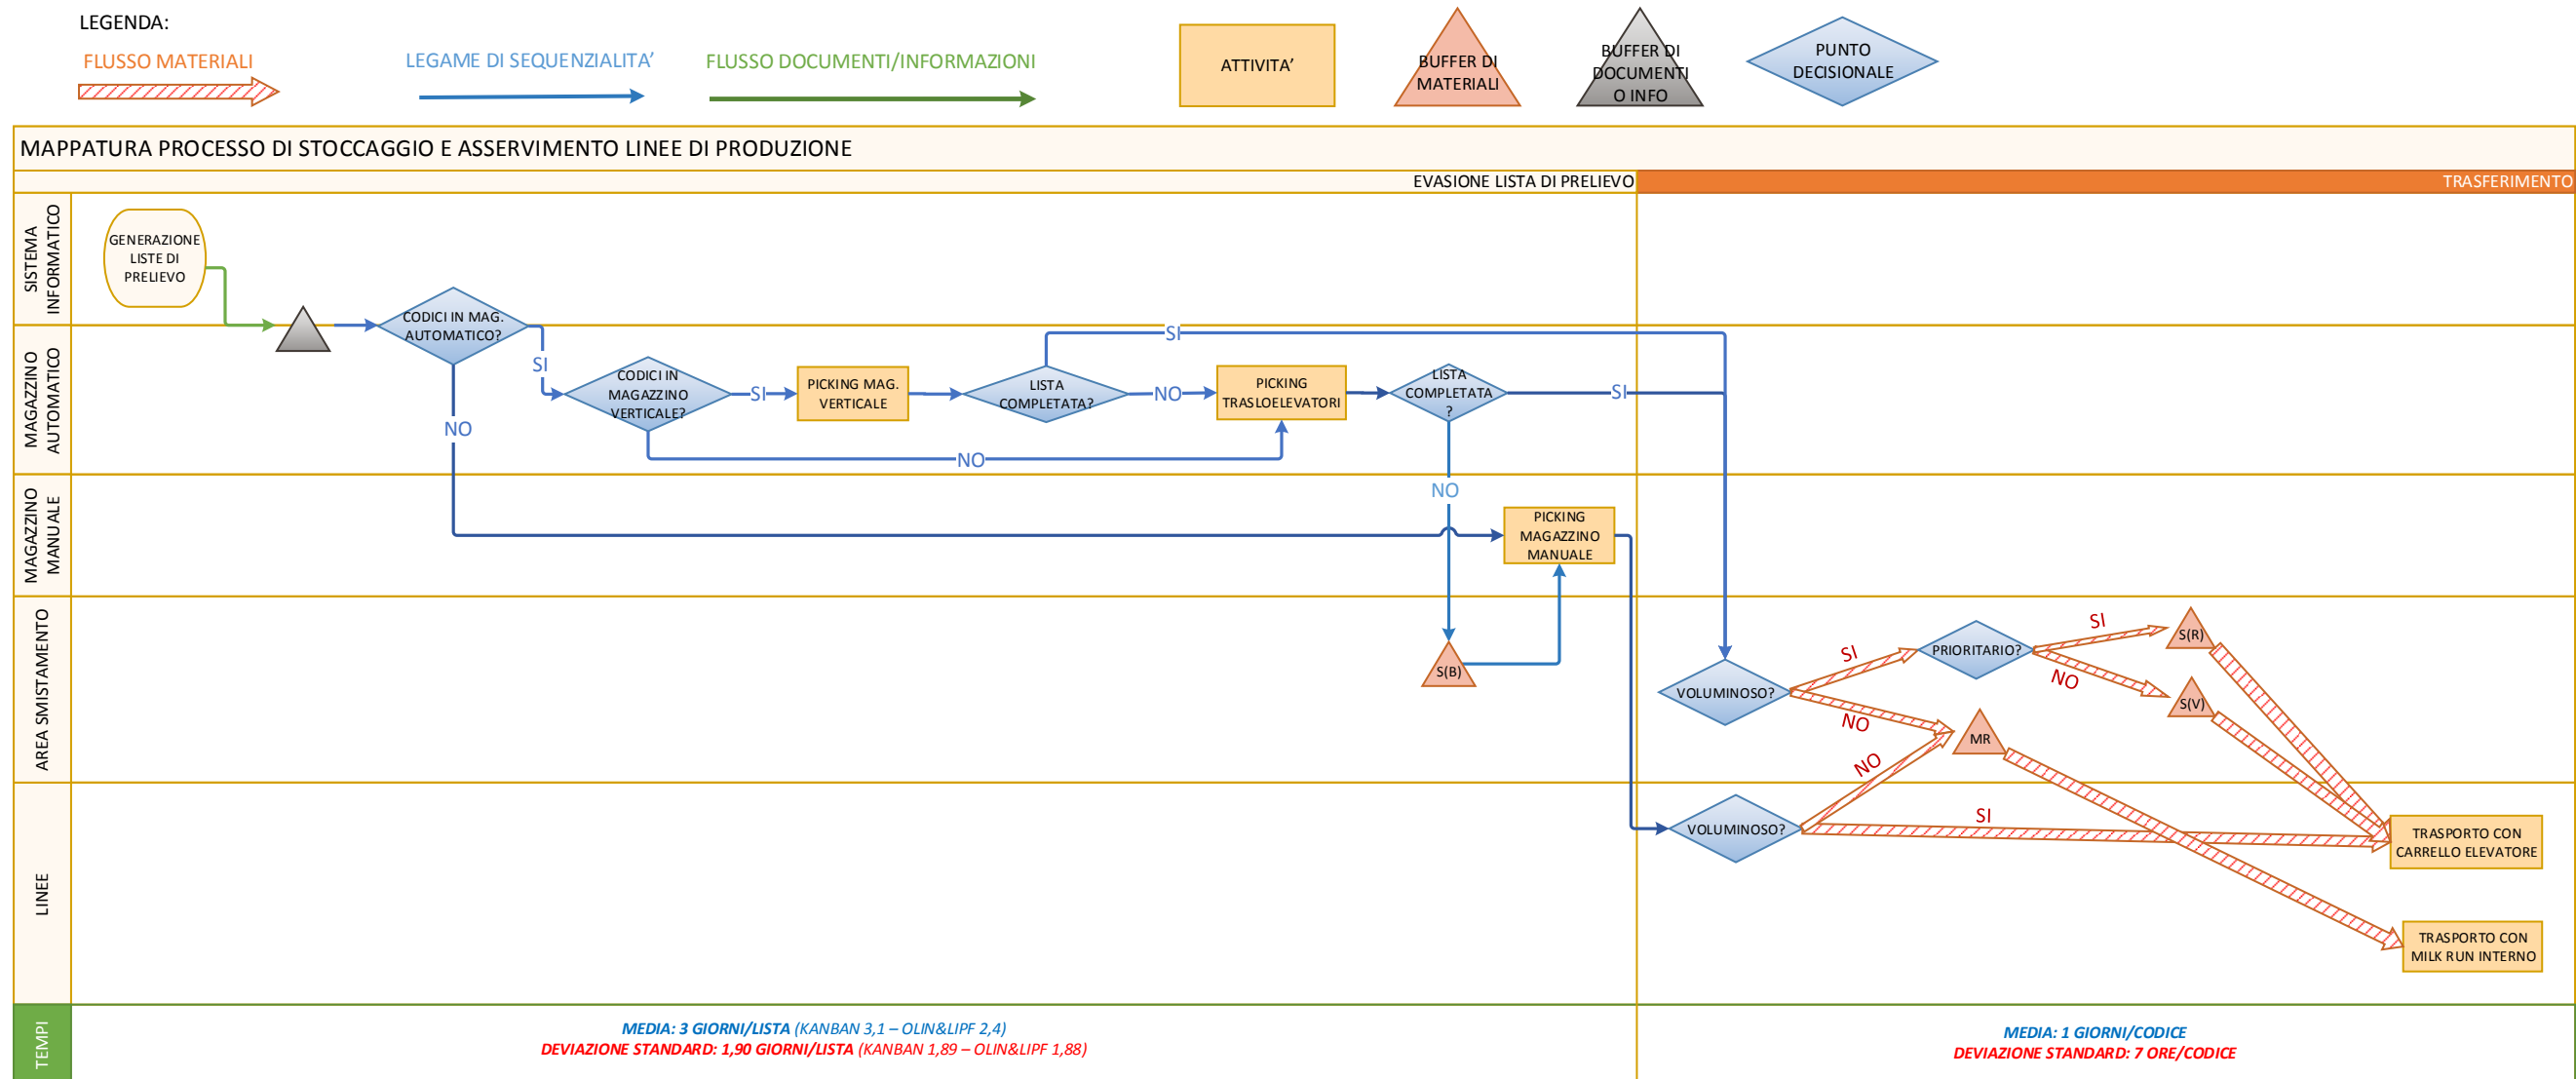 LEGENDA:
FLUSSO MATERIALI
LEGAME DI SEQUENZIALITA’
FLUSSO DOCUMENTI/INFORMAZIONI
ATTIVITA’
BUFFER DI
MATERIALI
BUFFER DI
DOCUMENTI
O INFO
PUNTO
DECISIONALE
MAPPATURA PROCESSO DI STOCCAGGIO E ASSERVIMENTO LINEE DI PRODUZIONE
EVASIONE LISTA DI PRELIEVO
TRASFERIMENTO
SISTEMA
INFORMATICO
GENERAZIONE
LISTE DI
PRELIEVO
CODICI IN MAG.
AUTOMATICO?
SI
NO
MAGAZZINO
AUTOMATICO
CODICI IN
MAGAZZINO
VERTICALE?
SI
NO
PICKING MAG.
VERTICALE
LISTA
COMPLETATA?
SI
NO
PICKING
TRASLOELEVATORI
LISTA
COMPLETATA
?
SI
NO
MAGAZZINO
MANUALE
PICKING
MAGAZZINO
MANUALE
AREA SMISTAMENTO
S(B)
VOLUMINOSO?
SI
NO
PRIORITARIO?
SI
NO
S(R)
S(V)
MR
LINEE
VOLUMINOSO?
NO
SI
TRASPORTO CON
CARRELLO ELEVATORE
TRASPORTO CON
MILK RUN INTERNO
TEMPI
MEDIA: 3 GIORNI/LISTA (KANBAN 3,1 – OLIN&LIPF 2,4)
DEVIAZIONE STANDARD: 1,90 GIORNI/LISTA (KANBAN 1,89 – OLIN&LIPF 1,88)
MEDIA: 1 GIORNI/CODICE
DEVIAZIONE STANDARD: 7 ORE/CODICE